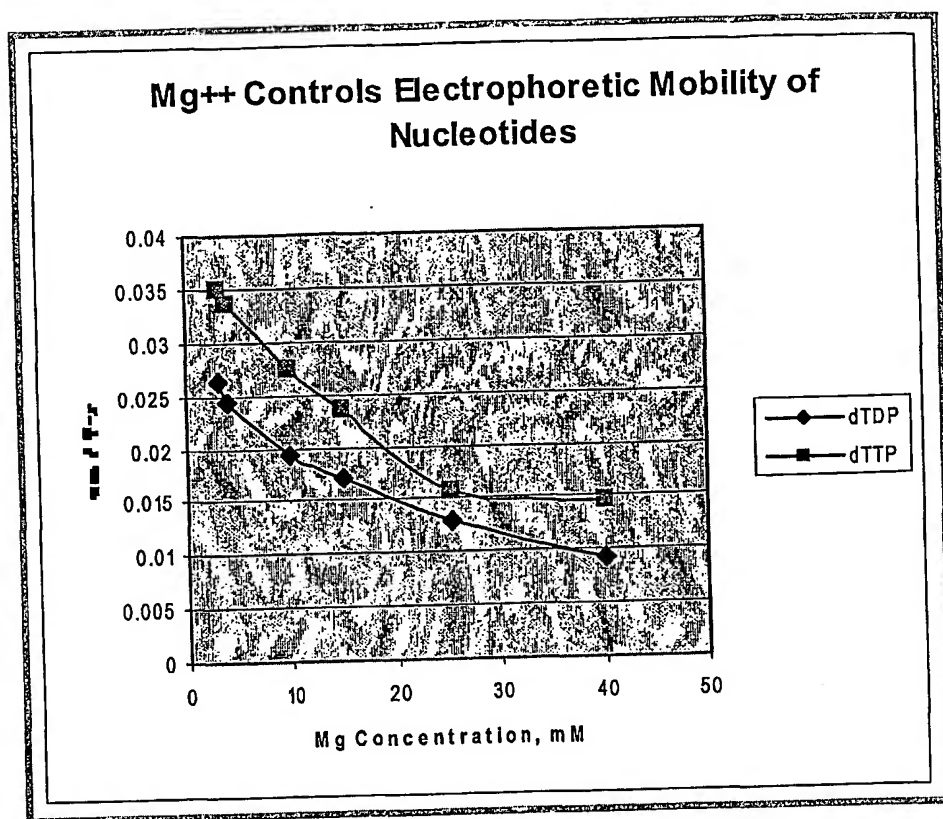 Mg++ Controls Electrophoretic Mobility of
Nucleotides
0.04
0.035
0.03
0.025
0.02
0.015
0.01
0.005
0
0 10 20 30 40 50
Mg Concentration, mM
dTDP
dTTP